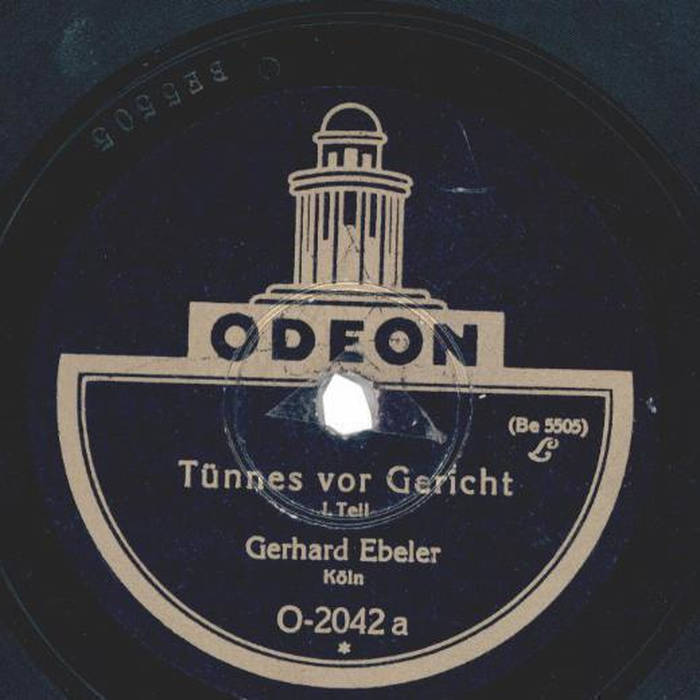 BE5505
ODEON
(Be 5505)
L
Tünnes vor Gericht
I. Teil
Gerhard Ebeler
Köln
O-2042 a
*